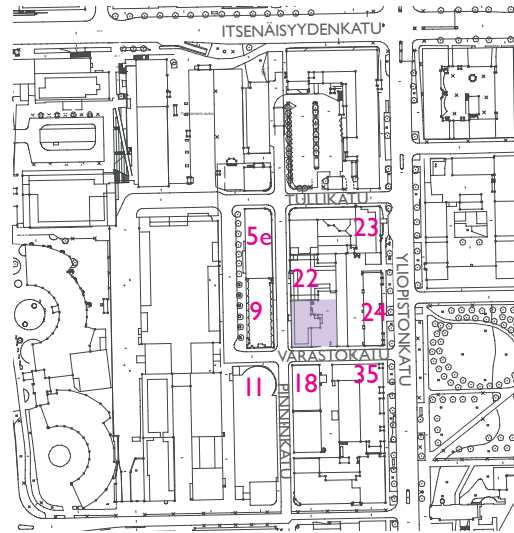 ITSENÄISYYDENKATU
TULLIKATU
5e
23
22
9
24
YLIOPISTONKATU
VARASTOKATU
11
18
35
PINNINKATU